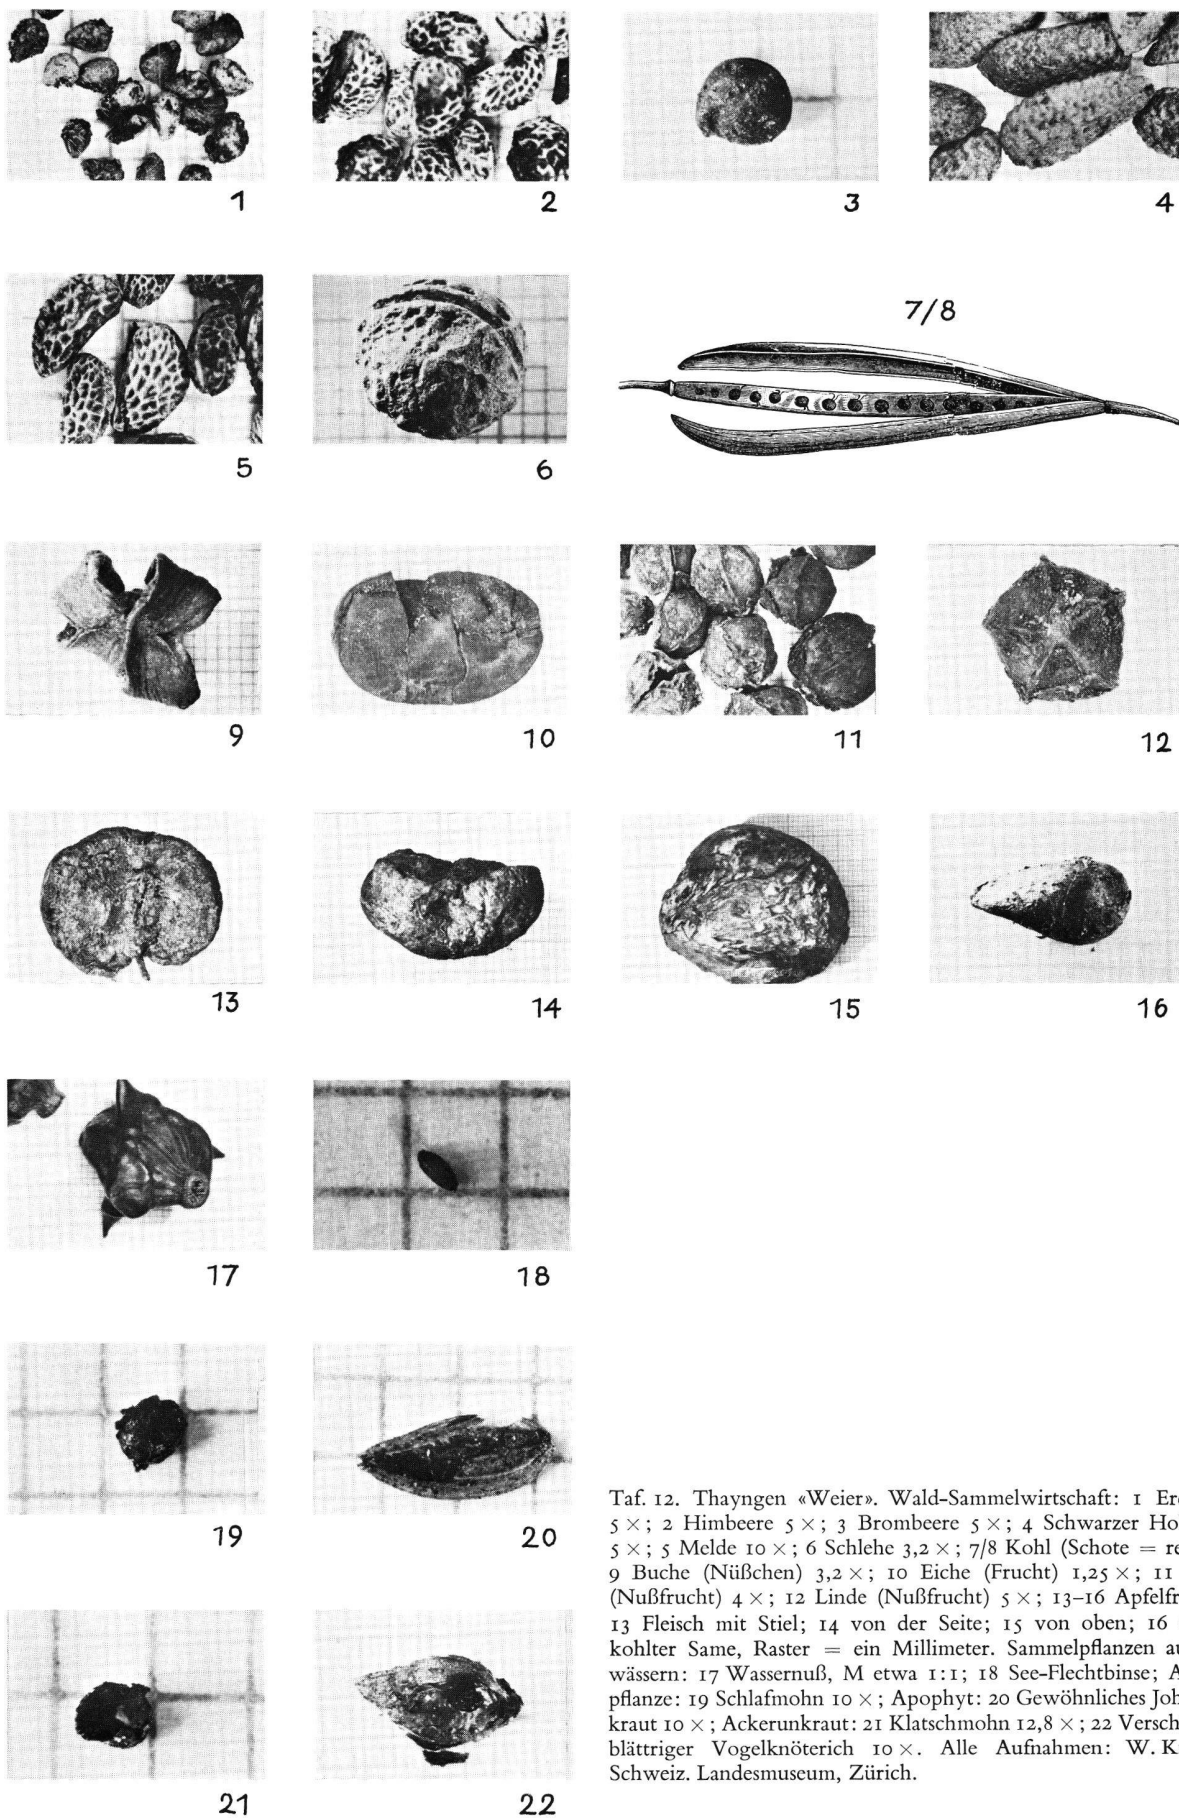 1 2 3 4
7/8
5 6
9 10 11 12
13 14 15 16
17 18
19 20
Taf. 12. Thayngen «Weier». Wald-Sammelwirtschaft: 1
5 ×; 2 Himbeere 5 ×; 3 Brombeere 5 ×; 4 Schwarzer
5 ×; 5 Melde 10 ×; 6 Schlehe 3,2 ×; 7/8 Kohl (Schote =
9 Buche (Nüßchen) 3,2 ×; 10 Eiche (Frucht) 1,25 ×; 11
(Nußfrucht) 4 ×; 12 Linde (Nußfrucht) 5 ×; 13–16
13 Fleisch mit Stiel; 14 von der Seite; 15 von oben; 16
kohlter Same, Raster = ein Millimeter. Sammelpflanzen
wässern: 17 Wassernuß, M etwa 1:1; 18 See-Flechtbinse;
pflanze: 19 Schlafmohn 10 ×; Apophyt: 20 Gewöhnliches
kraut 10 ×; Ackerunkraut: 21 Klatschmohn 12,8 ×; 22
blättriger Vogelknöterich 10 ×. Alle Aufnahmen: W.
Schweiz. Landesmuseum, Zürich.
21 22